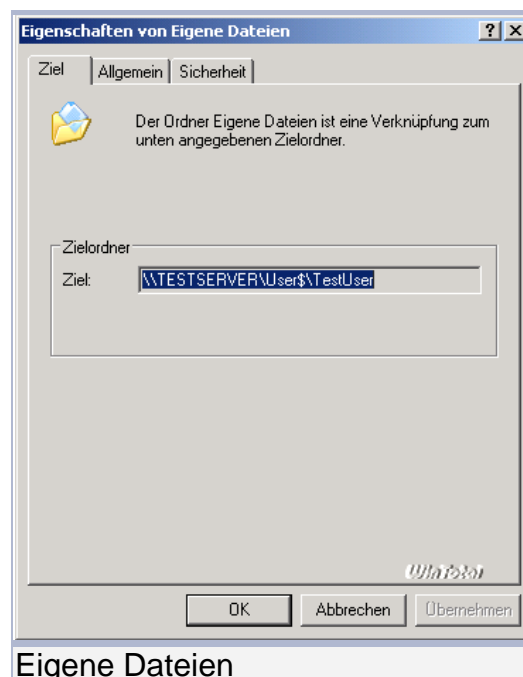 Eigenschaften von Eigene Dateien
Ziel Allgemein Sicherheit
Der Ordner Eigene Dateien ist eine Verknüpfung zum
unten angegebenen Zielordner.
Zielordner
Ziel: \\TESTSERVER\User$\TestUser
OK Abbrechen Übernehmen
Eigene Dateien